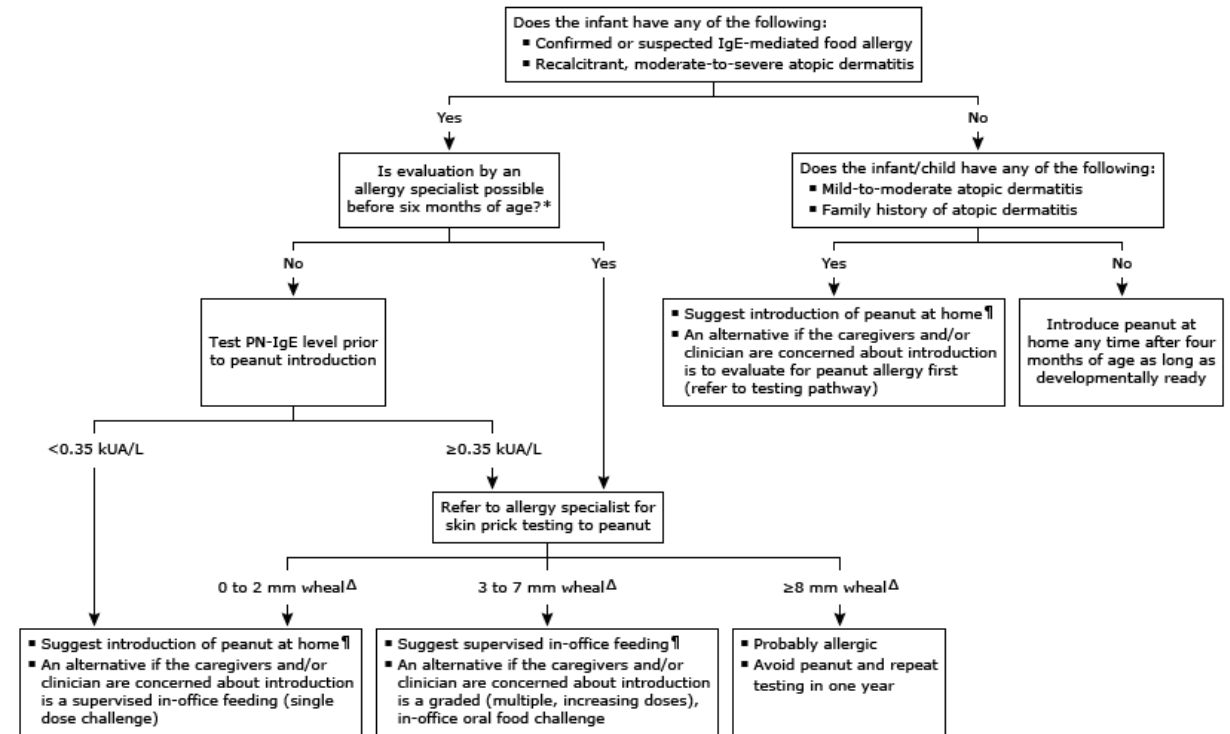 Does the infant have any of the following:
▪ Confirmed or suspected IgE-mediated food allergy
▪ Recalcitrant, moderate-to-severe atopic dermatitis
Yes
No
Is evaluation by an
allergy specialist possible
before six months of age?*
Does the infant/child have any of the following:
▪ Mild-to-moderate atopic dermatitis
▪ Family history of atopic dermatitis
No
Yes
Yes
No
Test PN-IgE level prior
to peanut introduction
▪ Suggest introduction of peanut at home¶
▪ An alternative if the caregivers and/or
clinician are concerned about introduction
is to evaluate for peanut allergy first
(refer to testing pathway)
Introduce peanut at
home any time after four
months of age as long as
developmentally ready
<0.35 kUA/L
≥0.35 kUA/L
Refer to allergy specialist for
skin prick testing to peanut
0 to 2 mm whealΔ
3 to 7 mm whealΔ
≥8 mm whealΔ
▪ Suggest introduction of peanut at home¶
▪ An alternative if the caregivers and/or
clinician are concerned about introduction
is a supervised in-office feeding (single
dose challenge)
▪ Suggest supervised in-office feeding¶
▪ An alternative if the caregivers and/or
clinician are concerned about introduction
is a graded (multiple, increasing doses),
in-office oral food challenge
▪ Probably allergic
▪ Avoid peanut and repeat
testing in one year